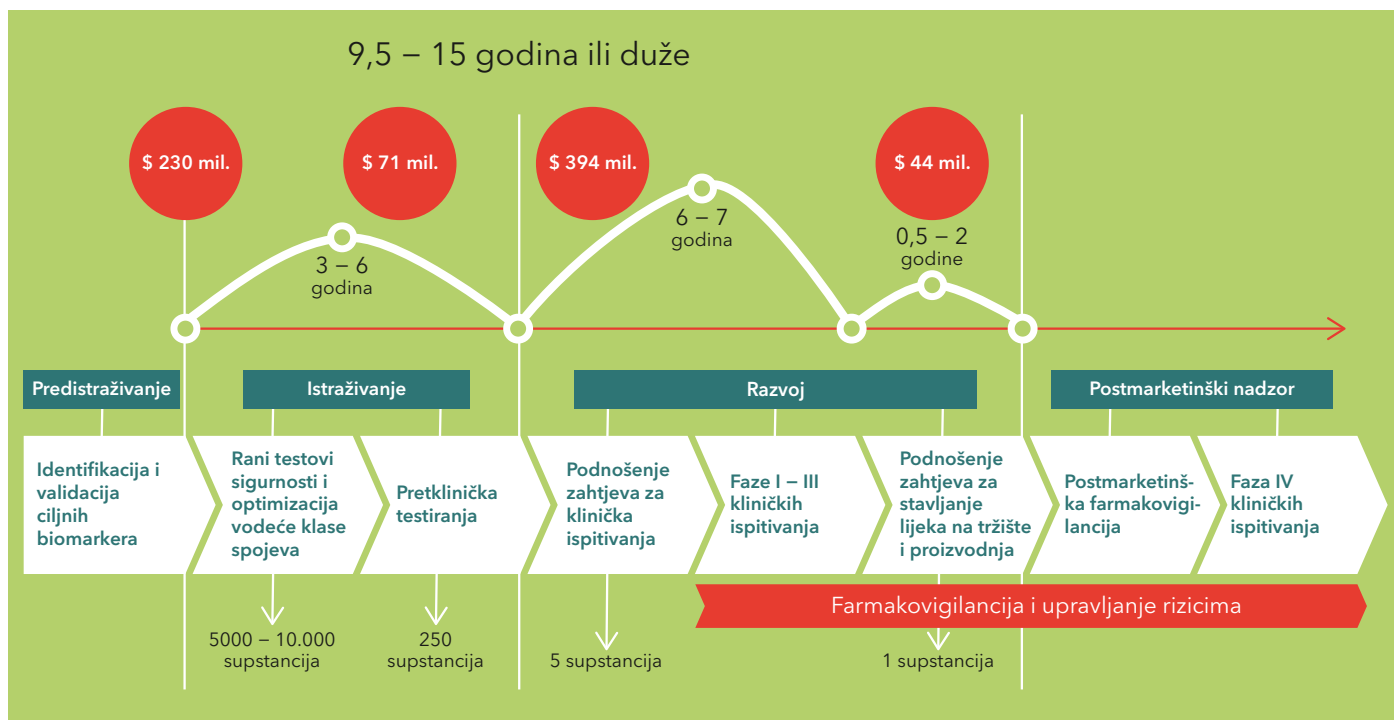 9,5 – 15 godina ili duže
$ 230 mil.
$ 71 mil.
$ 394 mil.
$ 44 mil.
3 – 6
godina
6 – 7
godina
0,5 – 2
godine
Predistraživanje
Istraživanje
Razvoj
Postmarketinški nadzor
Identifikacija i
validacija
ciljnih
biomarkera
Rani testovi
sigurnosti i
optimizacija
vodeće klase
spojeva
Pretklinička
testiranja
Podnošenje
zahtjeva za
klinička
ispitivanja
Faze I – III
kliničkih
ispitivanja
Podnošenje
zahtjeva za
stavljanje
lijeka na tržište
i proizvodnja
Postmarketinš-
ka farmakovigi-
lancija
Faza IV
kliničkih
ispitivanja
Farmakovigilancija i upravljanje rizicima
5000 – 10.000
supstancija
250
supstancija
5 supstancija
1 supstancija